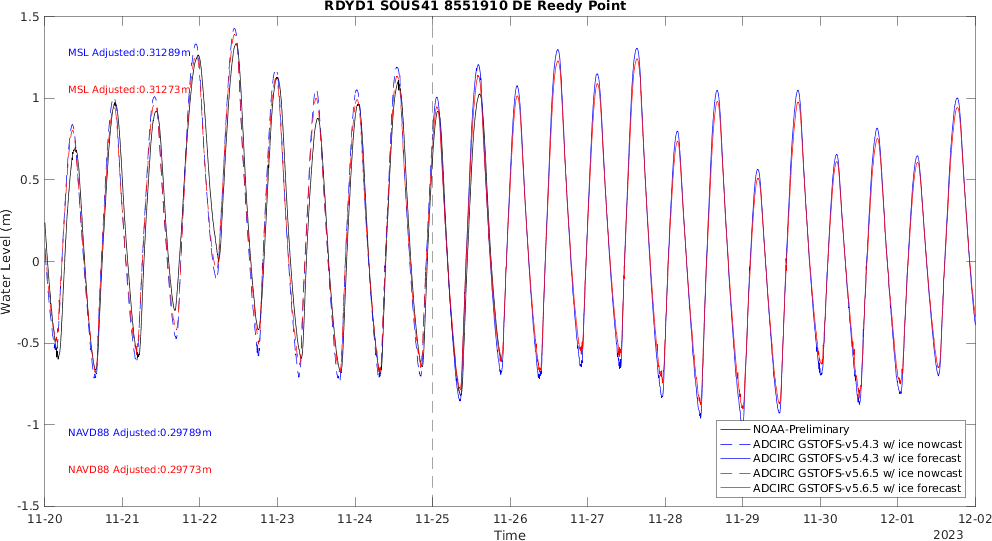 RDYD1 SOUS41 8551910 DE Reedy Point
1.5
1
0.5
0
-0.5
-1
-1.5
Water Level (m)
MSL Adjusted:0.31289m
MSL Adjusted:0.31273m
NAVD88 Adjusted:0.29789m
NAVD88 Adjusted:0.29773m
NOAA-Preliminary
ADCIRC GSTOFS-v5.4.3 w/ ice nowcast
ADCIRC GSTOFS-v5.4.3 w/ ice forecast
ADCIRC GSTOFS-v5.6.5 w/ ice nowcast
ADCIRC GSTOFS-v5.6.5 w/ ice forecast
11-20 11-21 11-22 11-23 11-24 11-25 11-26 11-27 11-28 11-29 11-30 12-01 12-02
Time
2023